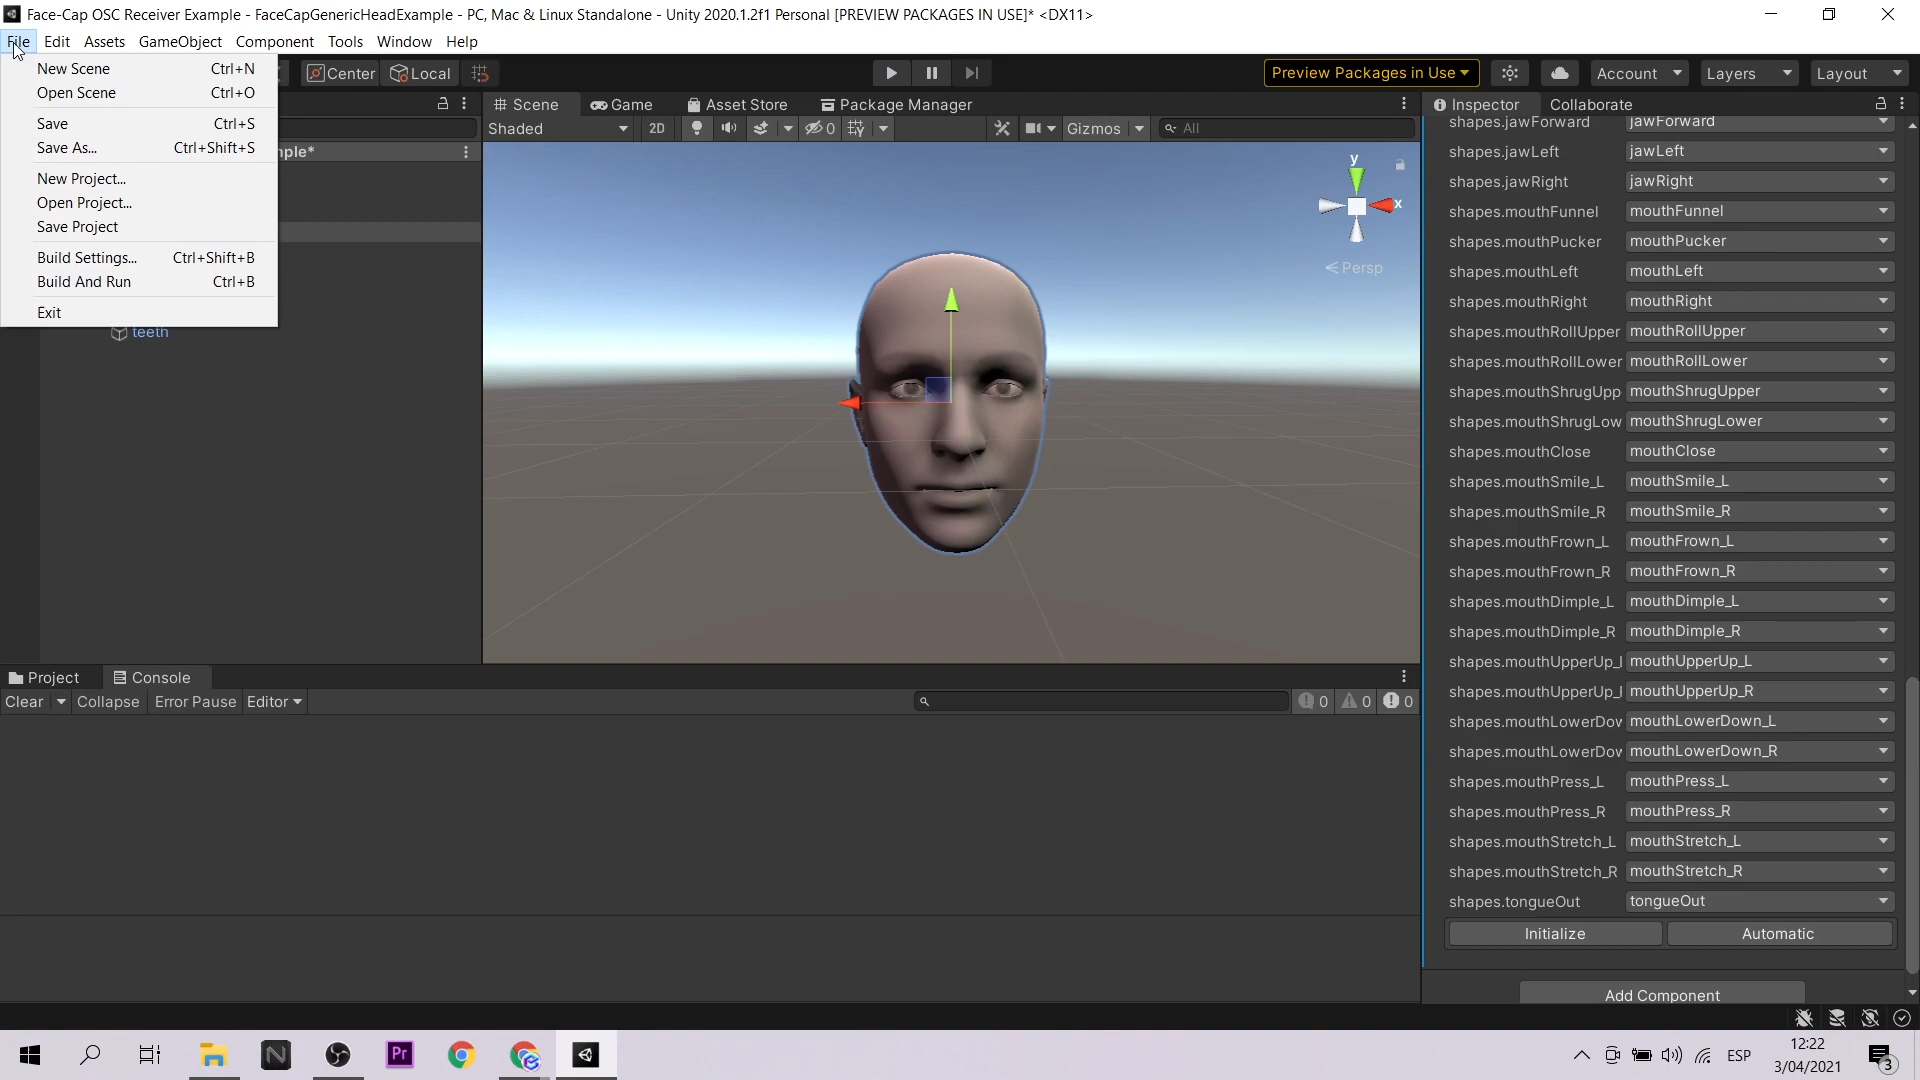 Face-Cap OSC Receiver Example - FaceCapGenericHeadExample - PC, Mac & Linux Standalone - Unity 2020.1.2f1 Personal [PREVIEW PACKAGES IN USE]* <DX11>
File Edit Assets GameObject Component Tools Window Help
New Scene Ctrl+N
Open Scene Ctrl+O
Save Ctrl+S
Save As... Ctrl+Shift+S
New Project...
Open Project...
Save Project
Build Settings... Ctrl+Shift+B
Build And Run Ctrl+B
Exit
mple*
teeth
Center Local
Preview Packages in Use Account Layers Layout
Scene Game Asset Store Package Manager
Shaded 2D 0 Gizmos All
y
x
Persp
Inspector Collaborate
shapes.jawForward jawForward
shapes.jawLeft jawLeft
shapes.jawRight jawRight
shapes.mouthFunnel mouthFunnel
shapes.mouthPucker mouthPucker
shapes.mouthLeft mouthLeft
shapes.mouthRight mouthRight
shapes.mouthRollUpper mouthRollUpper
shapes.mouthRollLower mouthRollLower
shapes.mouthShrugUpp mouthShrugUpper
shapes.mouthShrugLow mouthShrugLower
shapes.mouthClose mouthClose
shapes.mouthSmile_L mouthSmile_L
shapes.mouthSmile_R mouthSmile_R
shapes.mouthFrown_L mouthFrown_L
shapes.mouthFrown_R mouthFrown_R
shapes.mouthDimple_L mouthDimple_L
shapes.mouthDimple_R mouthDimple_R
shapes.mouthUpperUp_ mouthUpperUp_L
shapes.mouthUpperUp_ mouthUpperUp_R
shapes.mouthLowerDow mouthLowerDown_L
shapes.mouthLowerDow mouthLowerDown_R
shapes.mouthPress_L mouthPress_L
shapes.mouthPress_R mouthPress_R
shapes.mouthStretch_L mouthStretch_L
shapes.mouthStretch_R mouthStretch_R
shapes.tongueOut tongueOut
Initialize Automatic
Add Component
Project Console
Clear Collapse Error Pause Editor 0 0 0
Pr
ESP
12:22
3/04/2021
3